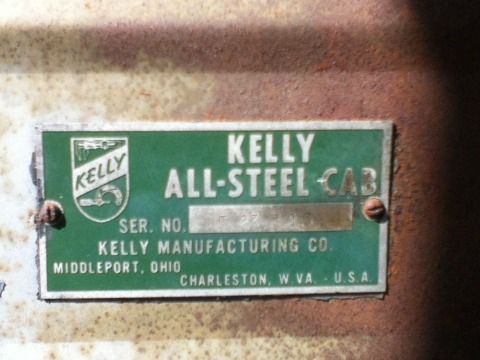 KELLY
KELLY
ALL-STEEL CAB
SER. NO.
KELLY MANUFACTURING CO.
MIDDLEPORT, OHIO
CHARLESTON, W.VA. - U.S.A.